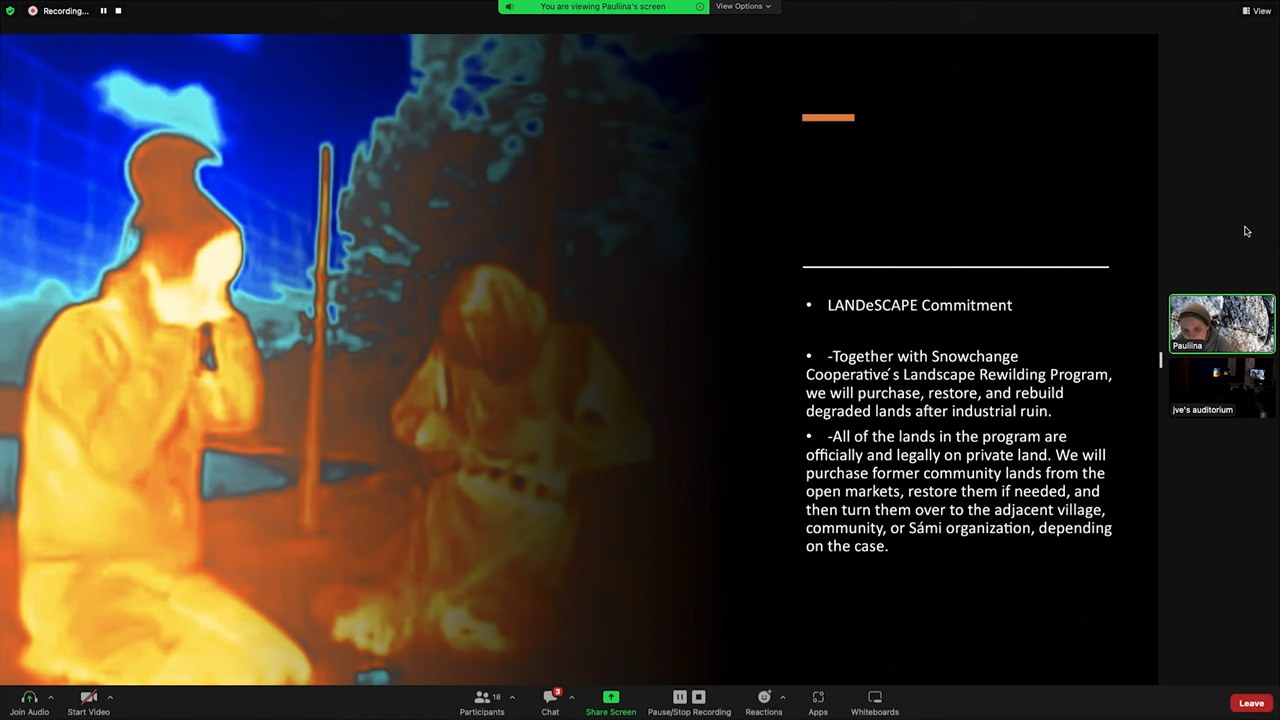 Recording...
You are viewing Pauliina's screen
View Options
View
• LANDeSCAPE Commitment
• -Together with Snowchange
Cooperative´s Landscape Rewilding Program,
we will purchase, restore, and rebuild
degraded lands after industrial ruin.
• -All of the lands in the program are
officially and legally on private land. We will
purchase former community lands from the
open markets, restore them if needed, and
then turn them over to the adjacent village,
community, or Sámi organization, depending
on the case.
Pauliina
jve's auditorium
Join Audio
Start Video
18
Participants
3
Chat
Share Screen
Pause/Stop Recording
Reactions
Apps
Whiteboards
Leave